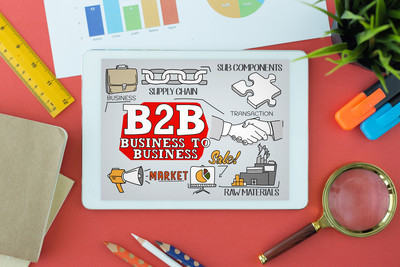 SUB COMPONENTS
BUSINESS
SUPPLY CHAIN
TRANSACTION
B2B
BUSINESS TO
BUSINESS
Sale!
MARKET
RAW MATERIALS